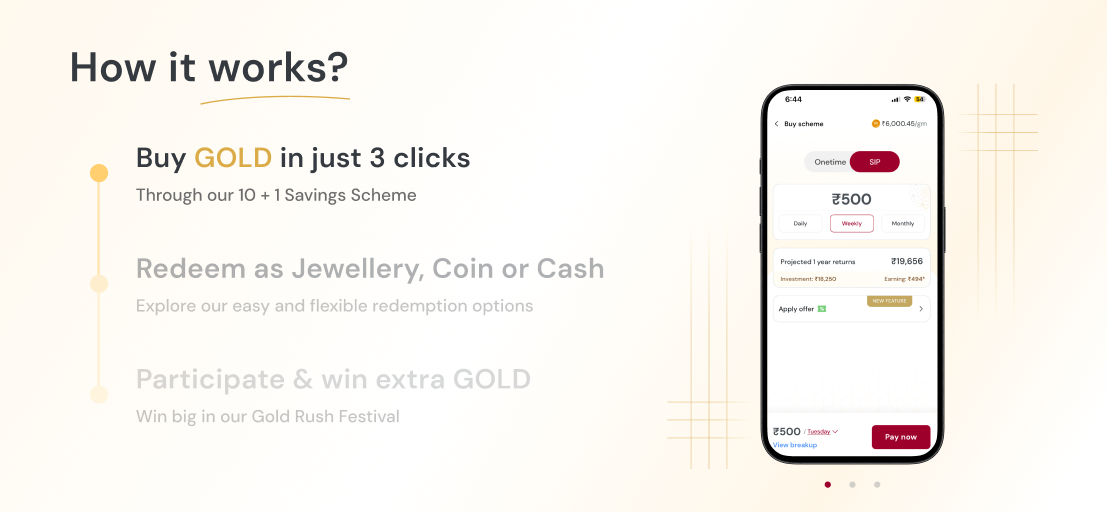 How it works?
Buy GOLD in just 3 clicks
Through our 10 + 1 Savings Scheme
Redeem as Jewellery, Coin or Cash
Explore our easy and flexible redemption options
Participate & win extra GOLD
Win big in our Gold Rush Festival
6:44 54
Buy scheme ₹6,000.45/gm
Onetime SIP
₹500
Daily Weekly Monthly
Projected 1 year returns ₹19,656
Investment: ₹18,250 Earning: ₹494*
NEW FEATURE
Apply offer
₹500 / Tuesday
View breakup
Pay now